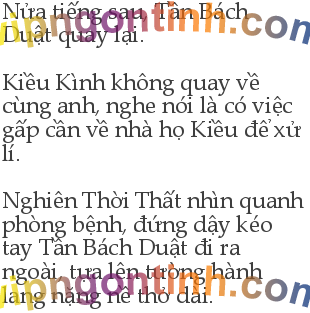 Nửa tiếng sau, Tần Bách
Duật quay lại.
Kiều Kình không quay về
cùng anh, nghe nói là có việc
gấp cần về nhà họ Kiều để xử
lí.
Nghiên Thời Thất nhìn quanh
phòng bệnh, đứng dậy kéo
tay Tần Bách Duật đi ra
ngoài, tựa lên tường hành
lang nặng nề thở dài.
vipngontinh.com
vipngontinh.com